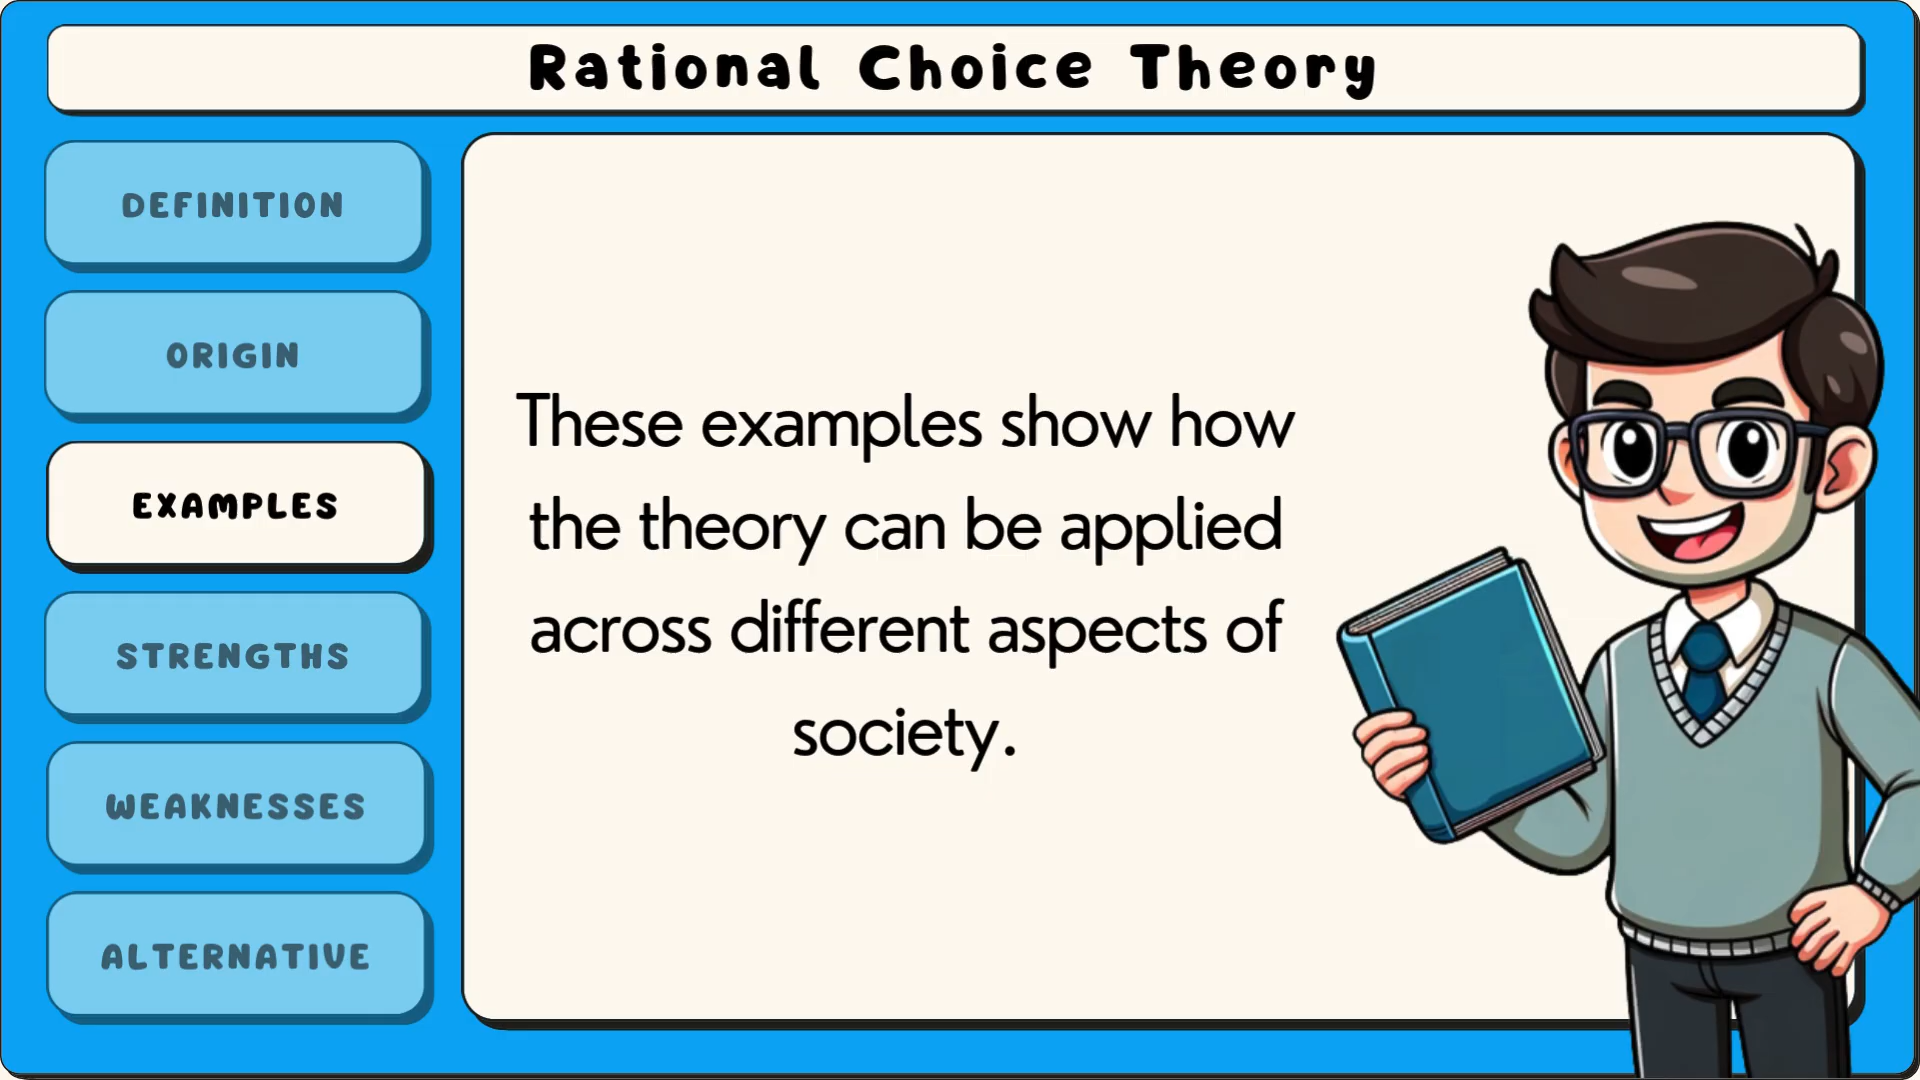 Rational Choice Theory
DEFINITION
ORIGIN
EXAMPLES
STRENGTHS
WEAKNESSES
ALTERNATIVE
These examples show how
the theory can be applied
across different aspects of
society.